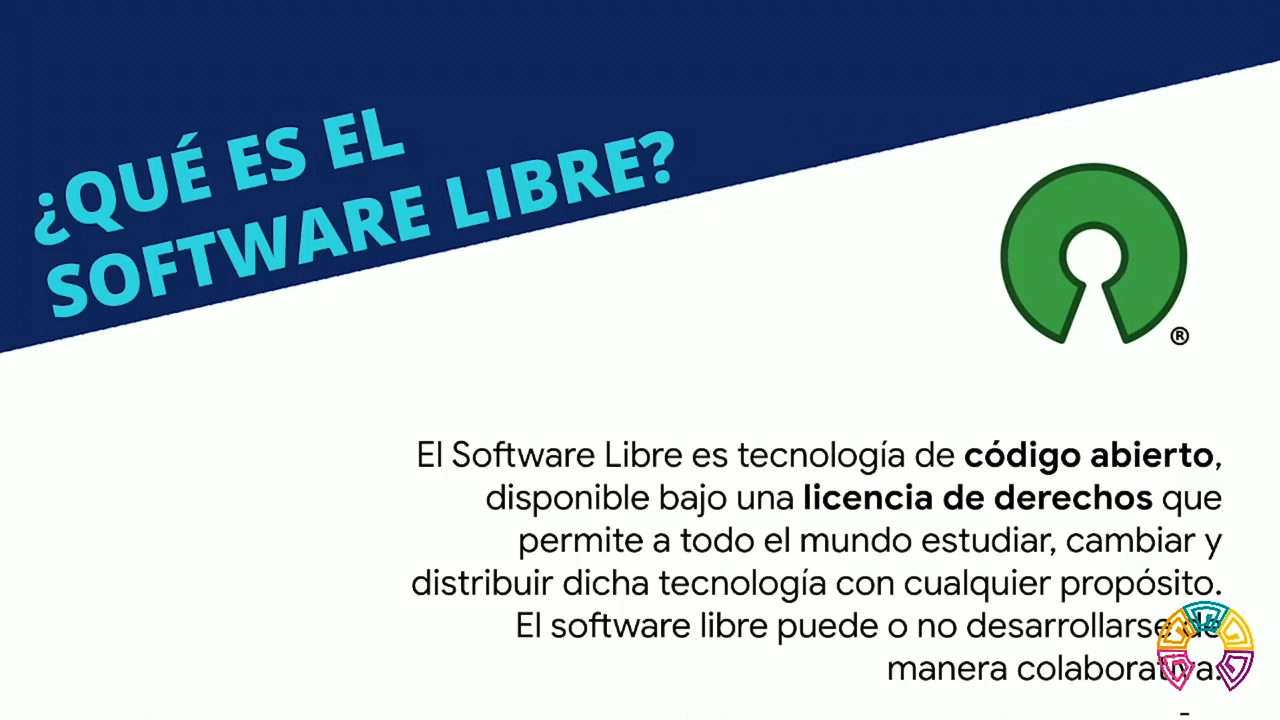 ¿QUÉ ES EL
SOFTWARE LIBRE?
®
El Software Libre es tecnología de código abierto,
disponible bajo una licencia de derechos que
permite a todo el mundo estudiar, cambiar y
distribuir dicha tecnología con cualquier propósito.
El software libre puede o no desarrollarse de
manera colaborativa.